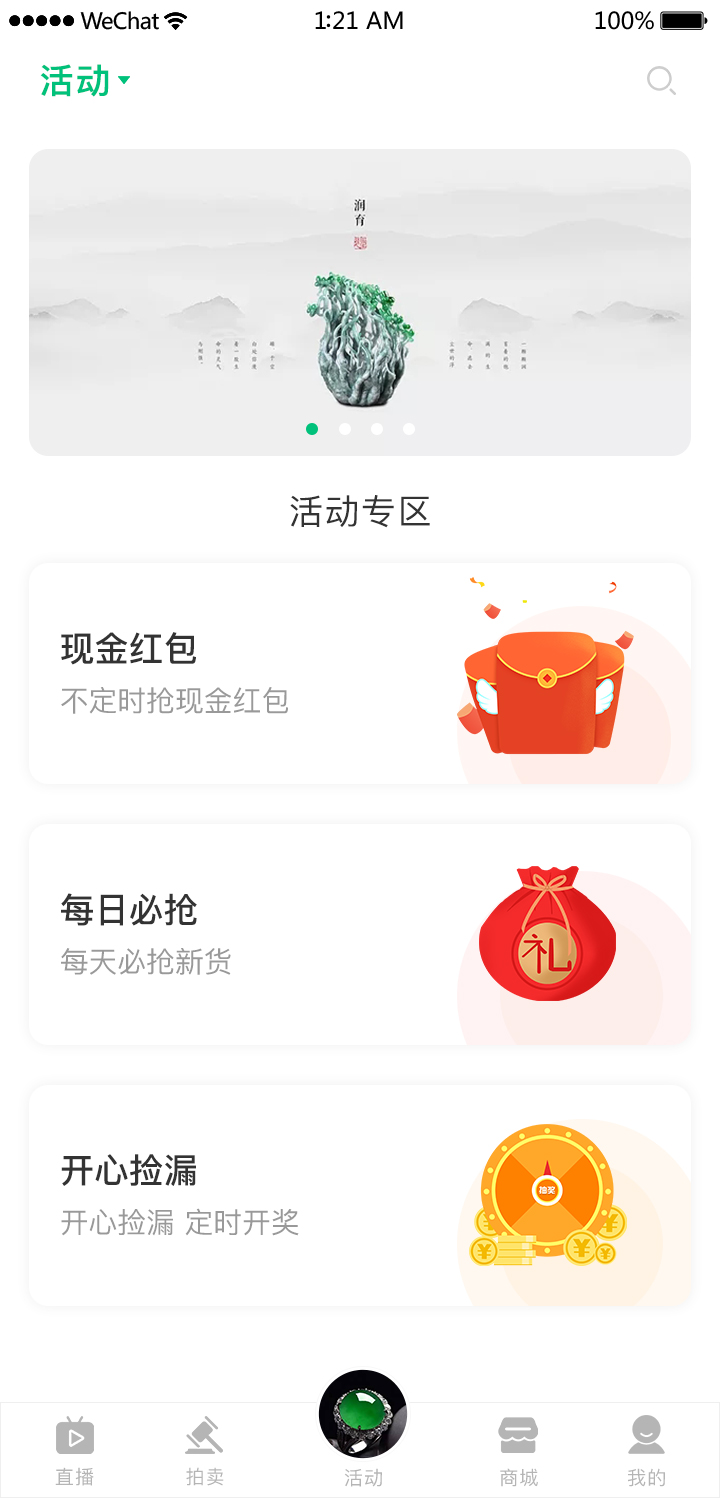 WeChat
1:21 AM
100%
活动
润育
活动专区
现金红包
不定时抢现金红包
每日必抢
每天必抢新货
礼
开心捡漏
开心捡漏 定时开奖
抽奖
直播
拍卖
活动
商城
我的